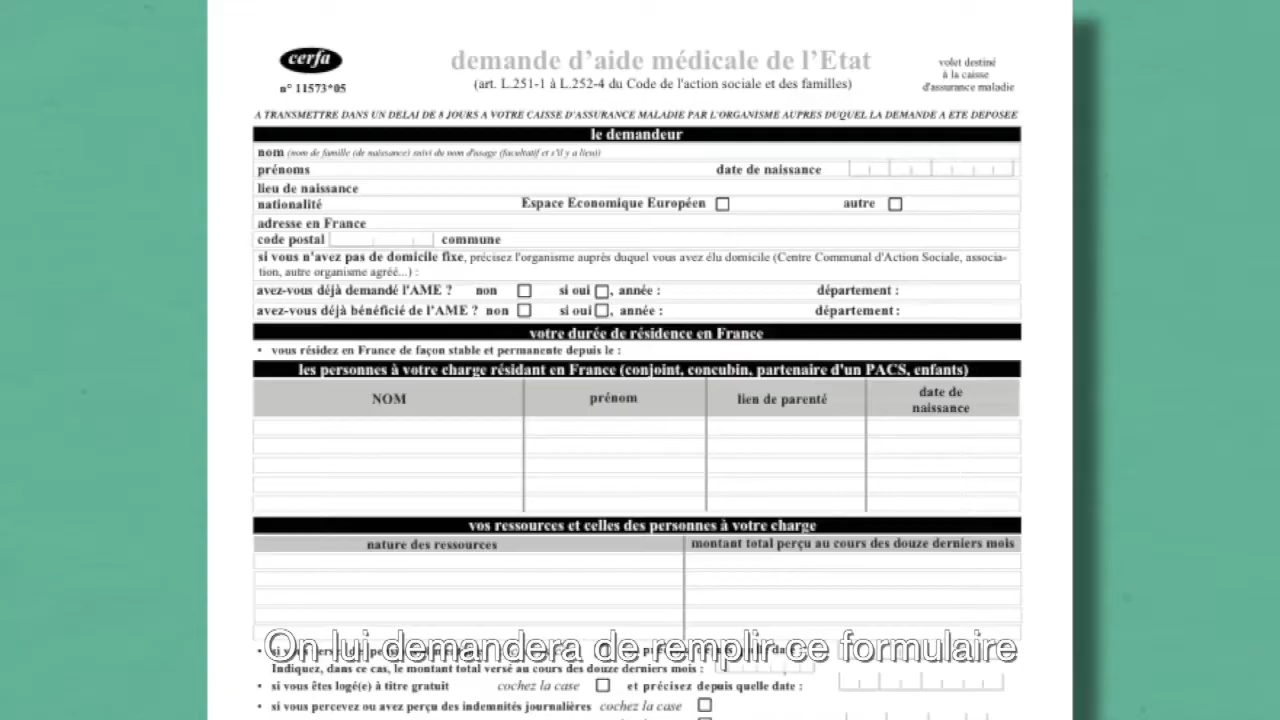 cerfa
n° 11573*05
demande d’aide médicale de l’Etat
(art. L.251-1 à L.252-4 du Code de l'action sociale et des familles)
volet destiné
à la caisse
d'assurance maladie
A TRANSMETTRE DANS UN DELAI DE 8 JOURS A VOTRE CAISSE D'ASSURANCE MALADIE PAR L'ORGANISME AUPRES DUQUEL LA DEMANDE A ETE DEPOSEE
le demandeur
nom (nom de famille (de naissance) suivi du nom d'usage (facultatif et s'il y a lieu))
prénoms date de naissance
lieu de naissance
nationalité Espace Economique Européen autre
adresse en France
code postal commune
si vous n'avez pas de domicile fixe, précisez l'organisme auprès duquel vous avez élu domicile (Centre Communal d'Action Sociale, associa-
tion, autre organisme agréé...) :
avez-vous déjà demandé l'AME ? non si oui , année : département :
avez-vous déjà bénéficié de l'AME ? non si oui , année : département :
votre durée de résidence en France
• vous résidez en France de façon stable et permanente depuis le :
les personnes à votre charge résidant en France (conjoint, concubin, partenaire d'un PACS, enfants)
NOM prénom lien de parenté date de
naissance
vos ressources et celles des personnes à votre charge
nature des ressources montant total perçu au cours des douze derniers mois
On lui demandera de remplir ce formulaire
Indiquez, dans ce cas, le montant total versé au cours des douze derniers mois :
• si vous êtes logé(e) à titre gratuit cochez la case et précisez depuis quelle date :
• si vous percevez ou avez perçu des indemnités journalières cochez la case